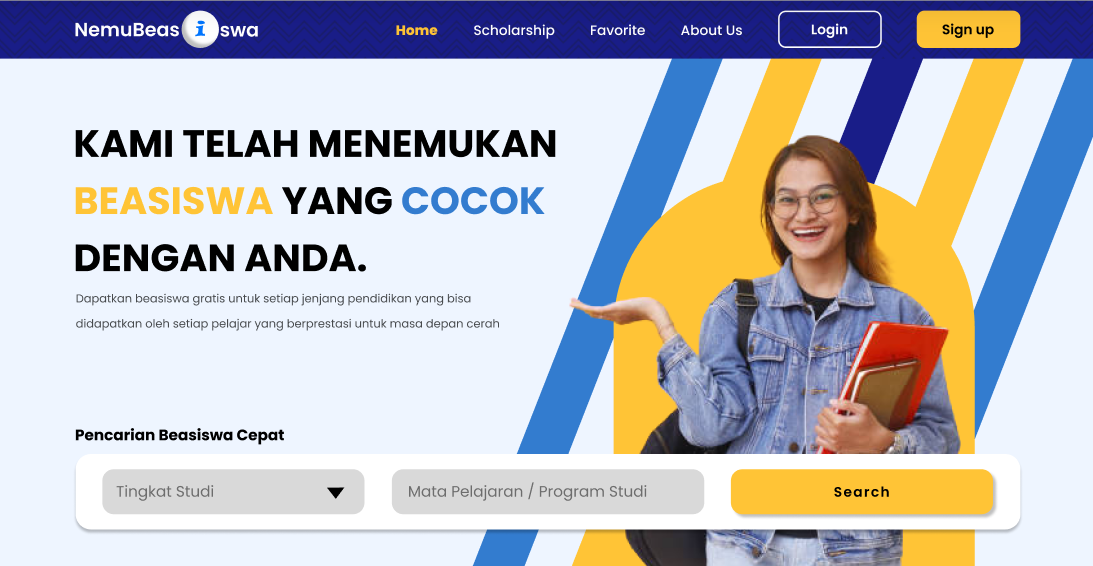 NemuBeasiswa
Home
Scholarship
Favorite
About Us
Login
Sign up
KAMI TELAH MENEMUKAN
BEASISWA YANG COCOK
DENGAN ANDA.
Dapatkan beasiswa gratis untuk setiap jenjang pendidikan yang bisa
didapatkan oleh setiap pelajar yang berprestasi untuk masa depan cerah
Pencarian Beasiswa Cepat
Tingkat Studi
Mata Pelajaran / Program Studi
Search